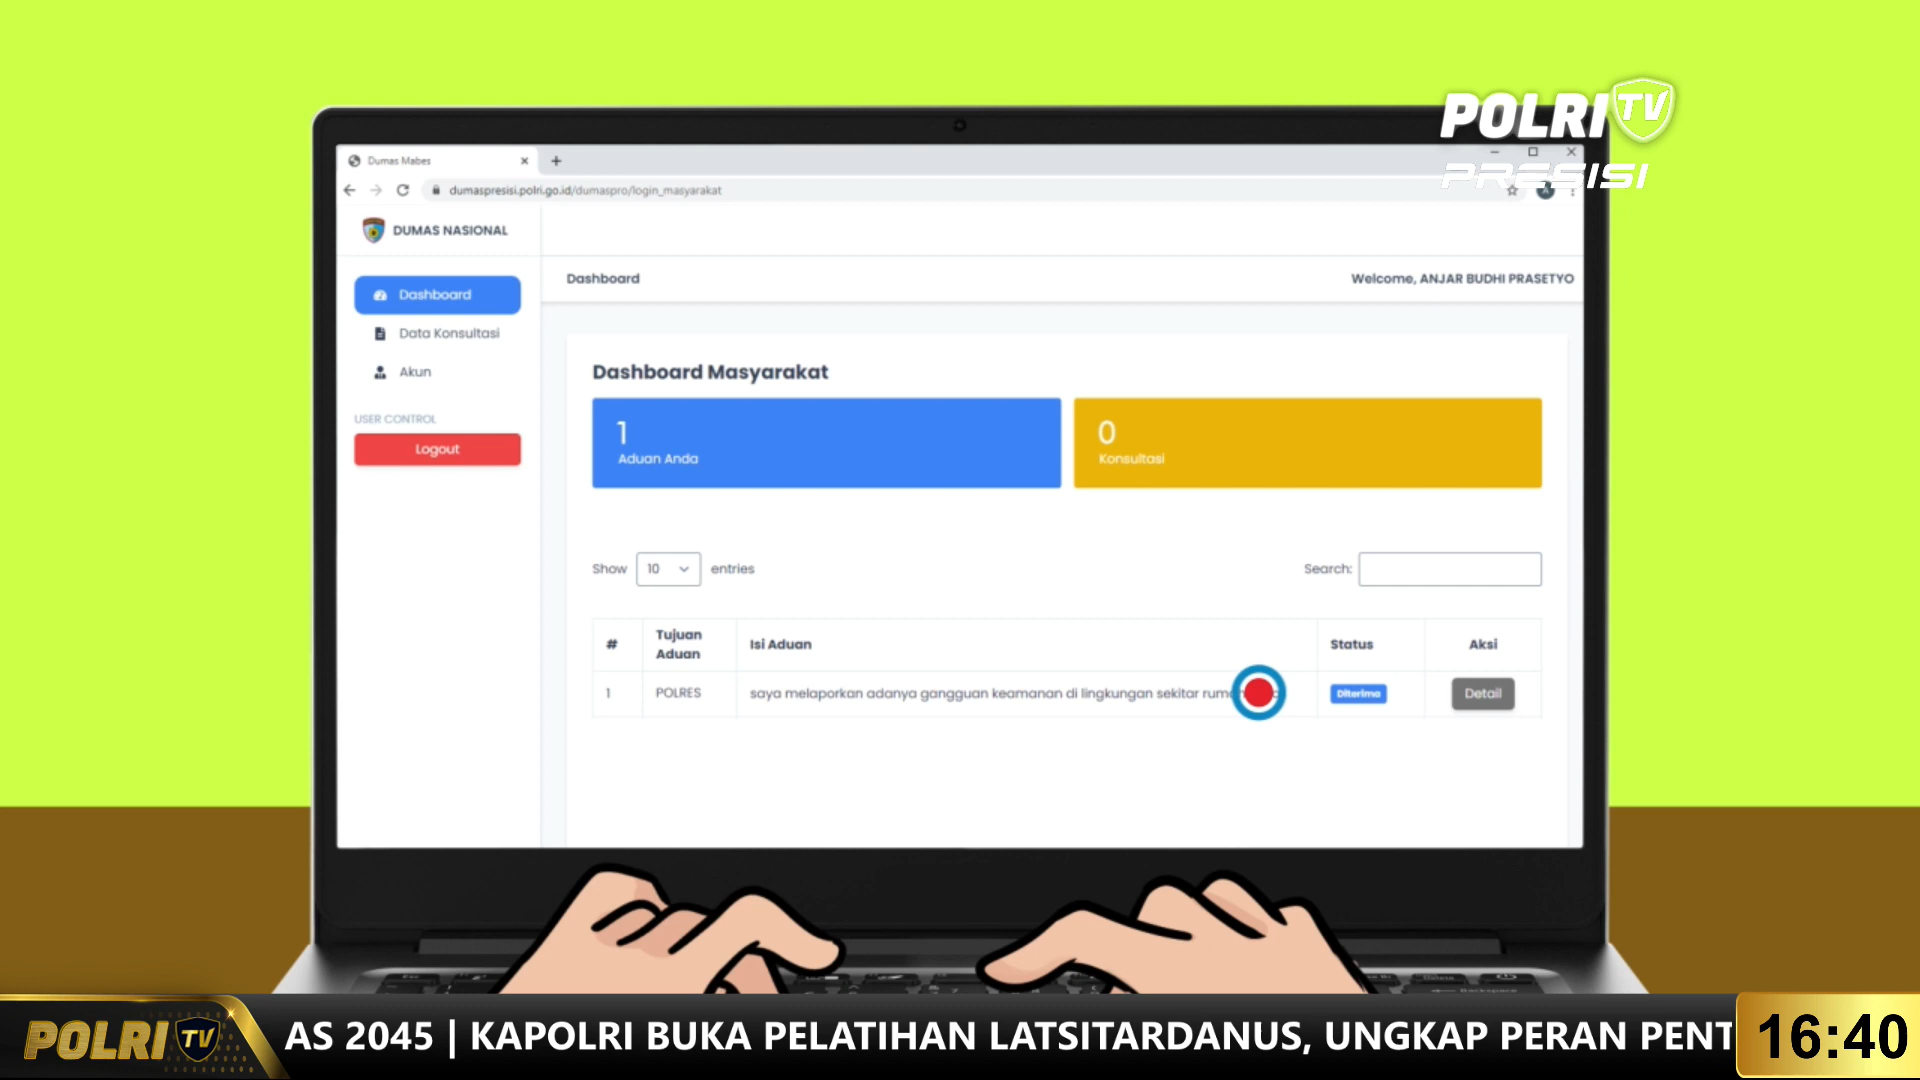 POLRI TV
PRESISI
Dumas Mabes
dumaspresisi.polri.go.id/dumaspro/login_masyarakat
DUMAS NASIONAL
Dashboard
Welcome, ANJAR BUDHI PRASETYO
Dashboard
Data Konsultasi
Akun
USER CONTROL
Logout
Dashboard Masyarakat
1
Aduan Anda
0
Konsultasi
Show 10 entries
Search:
# Tujuan Aduan Isi Aduan Status Aksi
1 POLRES saya melaporkan adanya gangguan keamanan di lingkungan sekitar Diterima Detail
POLRI TV
AS 2045 | KAPOLRI BUKA PELATIHAN LATSITARDANUS, UNGKAP PERAN PENT
16:40